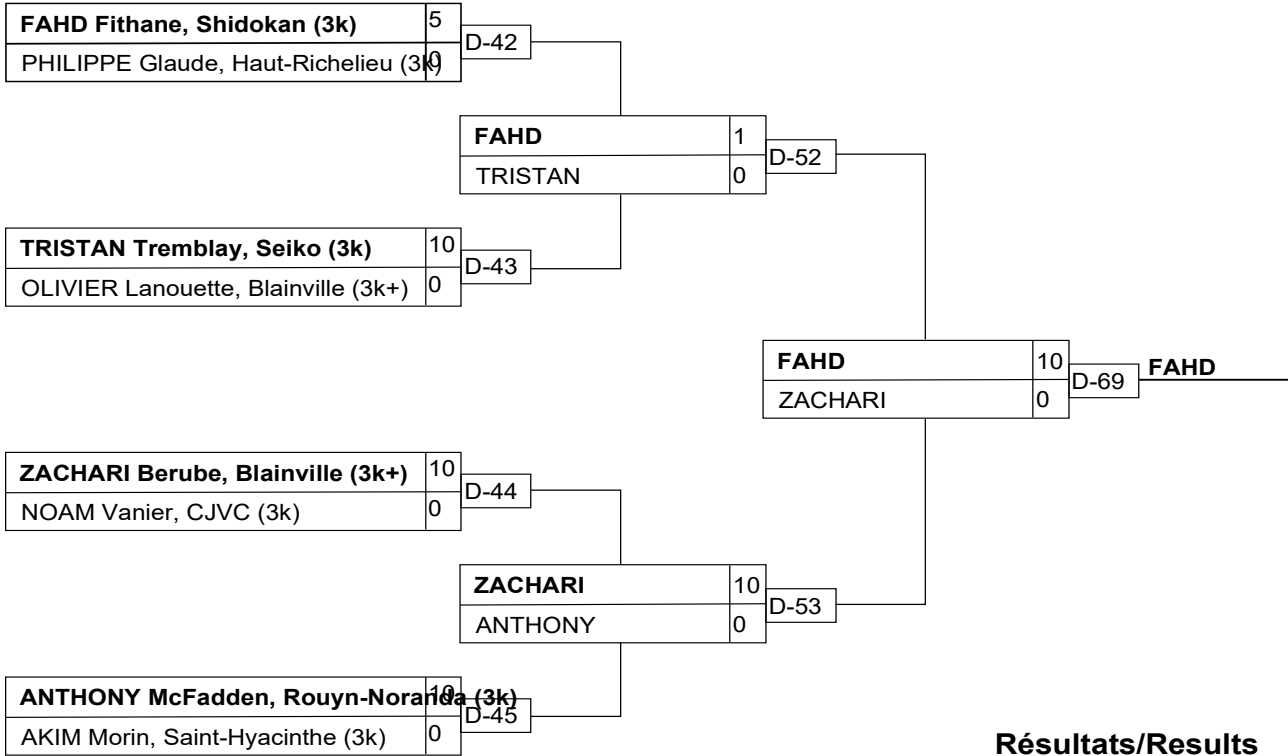 FAHD Fithane, Shidokan (3k) 5
D-42
PHILIPPE Glaude, Haut-Richelieu (3k) 0
FAHD 1
D-52
TRISTAN 0
TRISTAN Tremblay, Seiko (3k) 10
D-43
OLIVIER Lanouette, Blainville (3k+) 0
FAHD 10
D-69
FAHD
ZACHARI 0
ZACHARI Berube, Blainville (3k+) 10
D-44
NOAM Vanier, CJVC (3k) 0
ZACHARI 10
D-53
ANTHONY 0
ANTHONY McFadden, Rouyn-Noranda (3k) 10
D-45
AKIM Morin, Saint-Hyacinthe (3k) 0
Résultats/Results